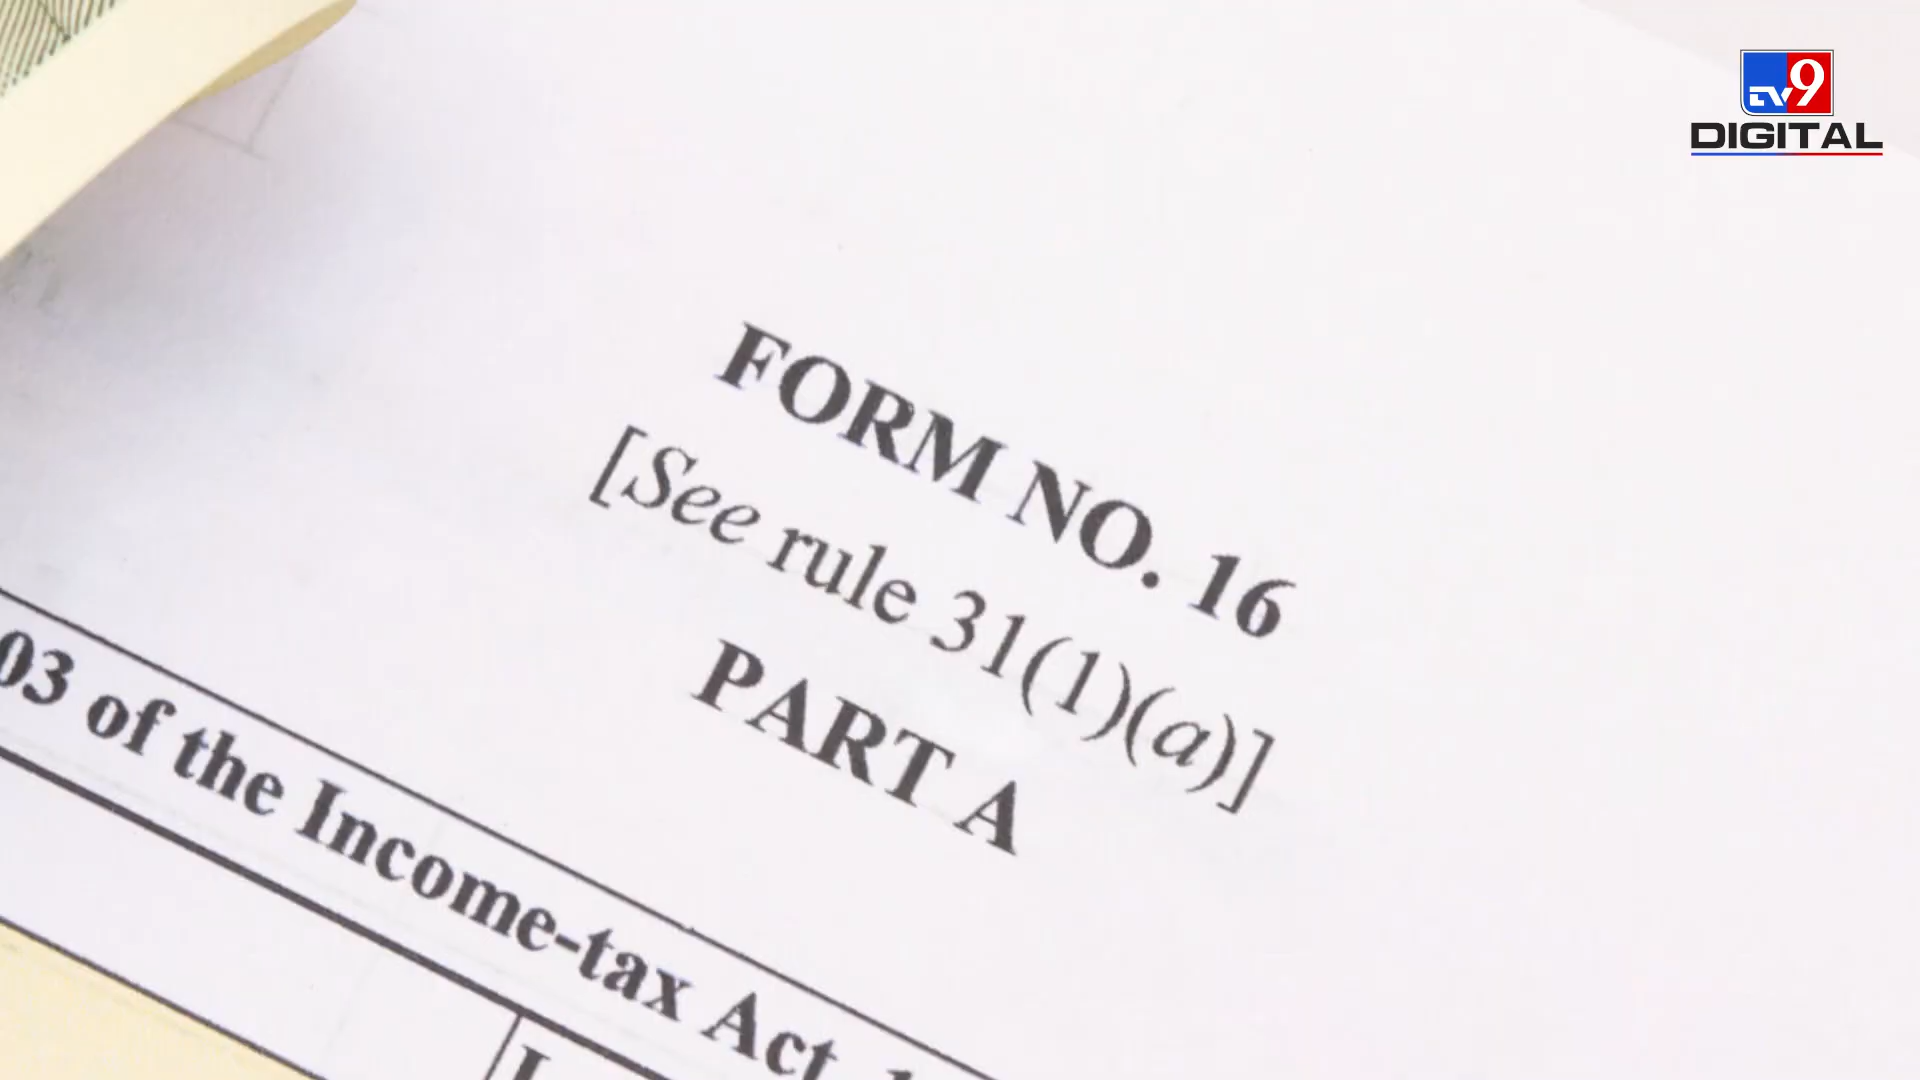 TV9
DIGITAL
FORM NO. 16
[See rule 31(1)(a)]
PART A
03 of the Income-tax Act,